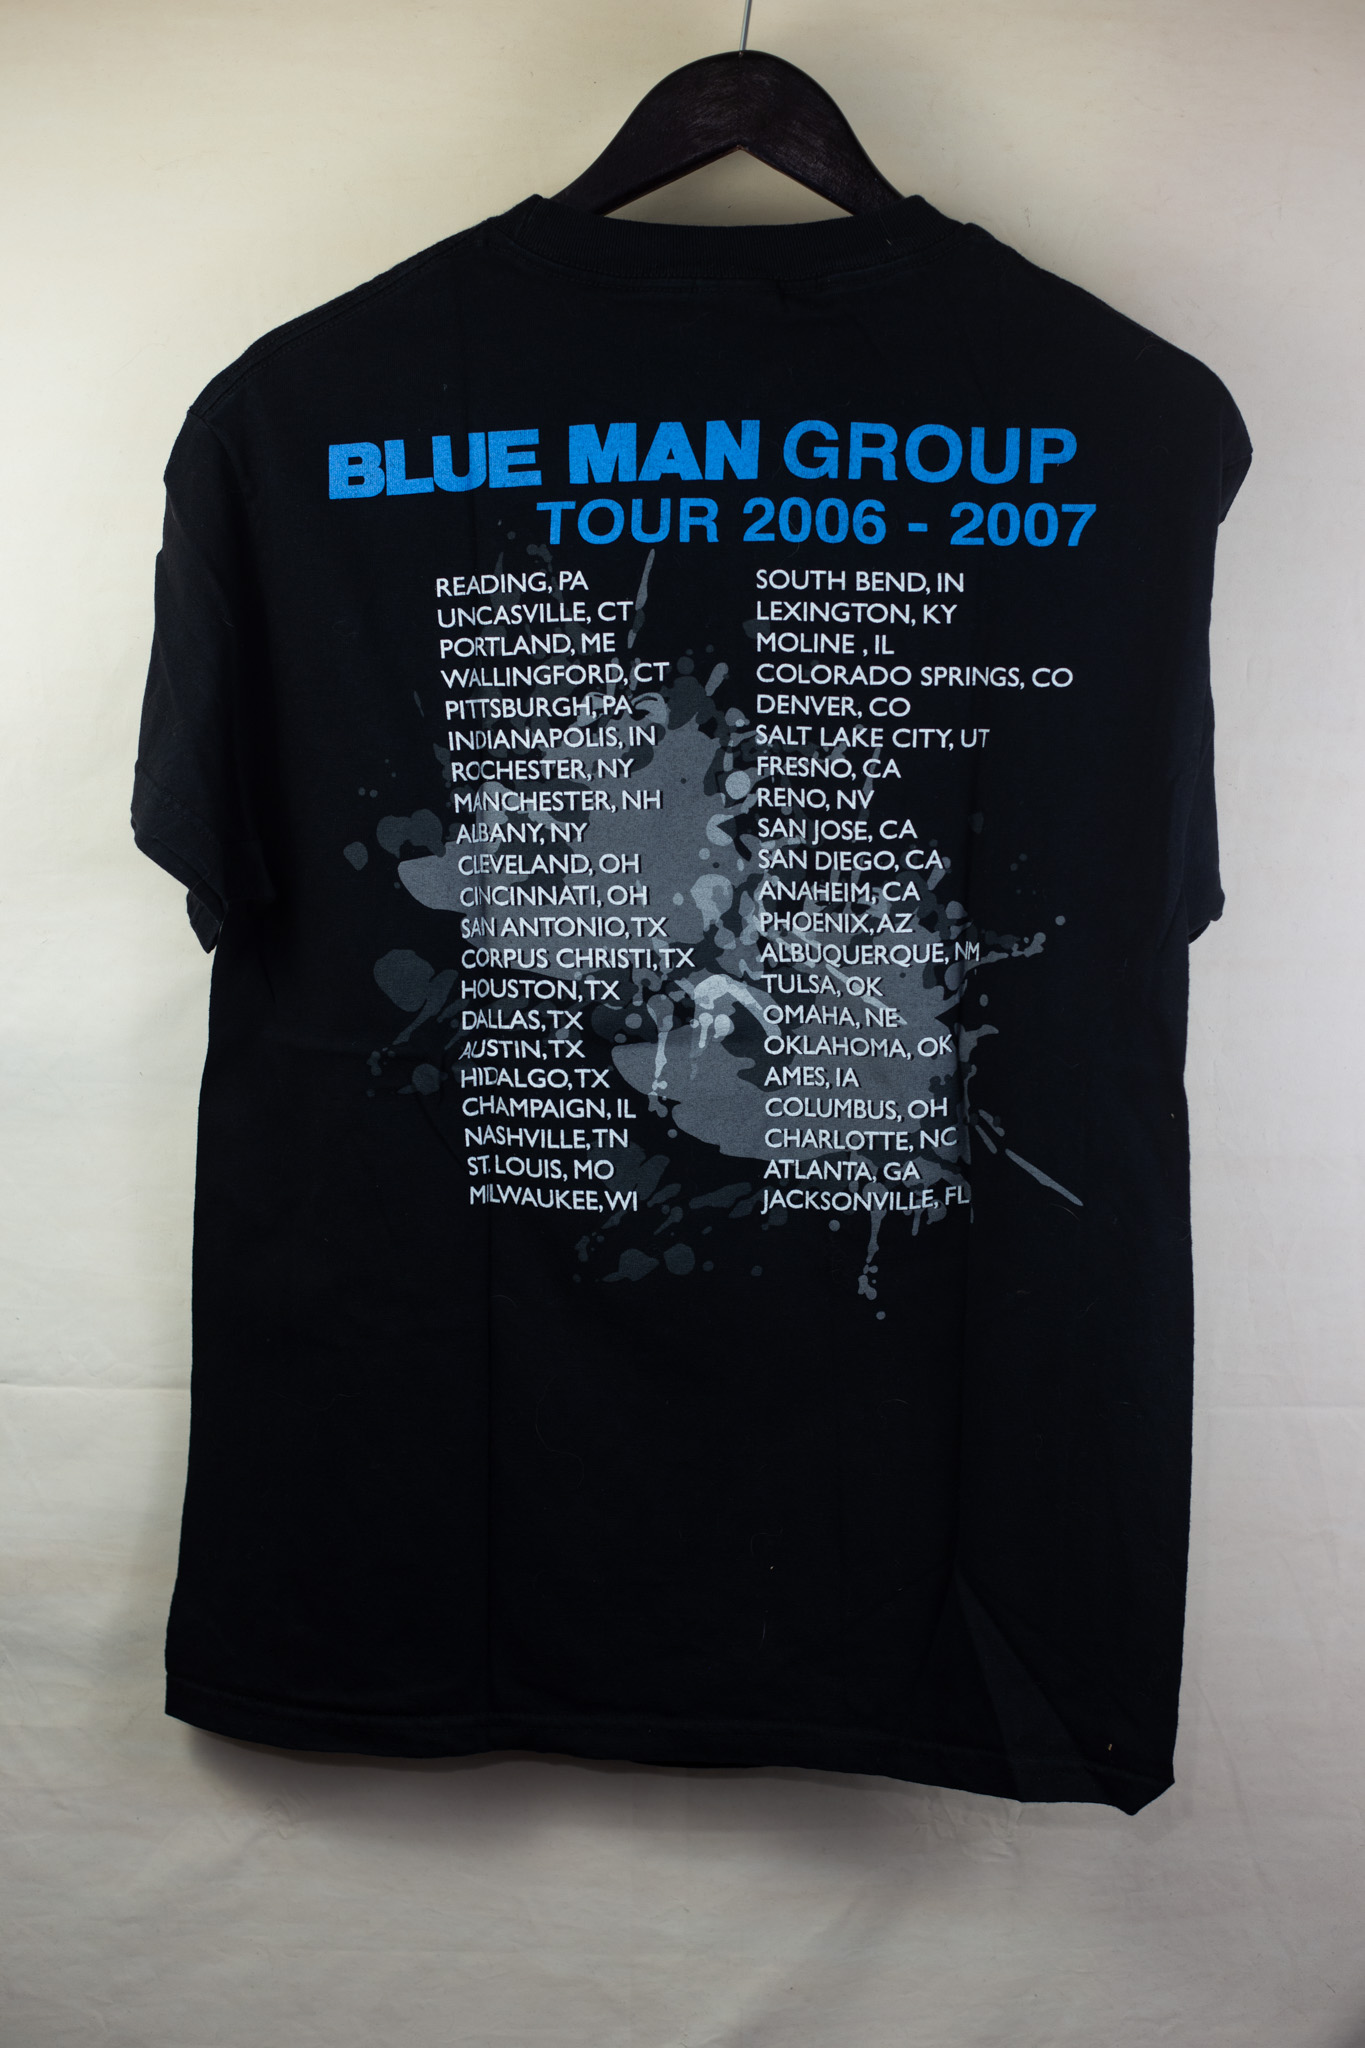 BLUE MAN GROUP
TOUR 2006 - 2007
READING, PA
UNCASVILLE, CT
PORTLAND, ME
WALLINGFORD, CT
PITTSBURGH, PA
INDIANAPOLIS, IN
ROCHESTER, NY
MANCHESTER, NH
ALBANY, NY
CLEVELAND, OH
CINCINNATI, OH
SAN ANTONIO, TX
CORPUS CHRISTI, TX
HOUSTON, TX
DALLAS, TX
AUSTIN, TX
HIDALGO, TX
CHAMPAIGN, IL
NASHVILLE, TN
ST. LOUIS, MO
MILWAUKEE, WI
SOUTH BEND, IN
LEXINGTON, KY
MOLINE , IL
COLORADO SPRINGS, CO
DENVER, CO
SALT LAKE CITY, UT
FRESNO, CA
RENO, NV
SAN JOSE, CA
SAN DIEGO, CA
ANAHEIM, CA
PHOENIX, AZ
ALBUQUERQUE, NM
TULSA, OK
OMAHA, NE
OKLAHOMA, OK
AMES, IA
COLUMBUS, OH
CHARLOTTE, NC
ATLANTA, GA
JACKSONVILLE, FL